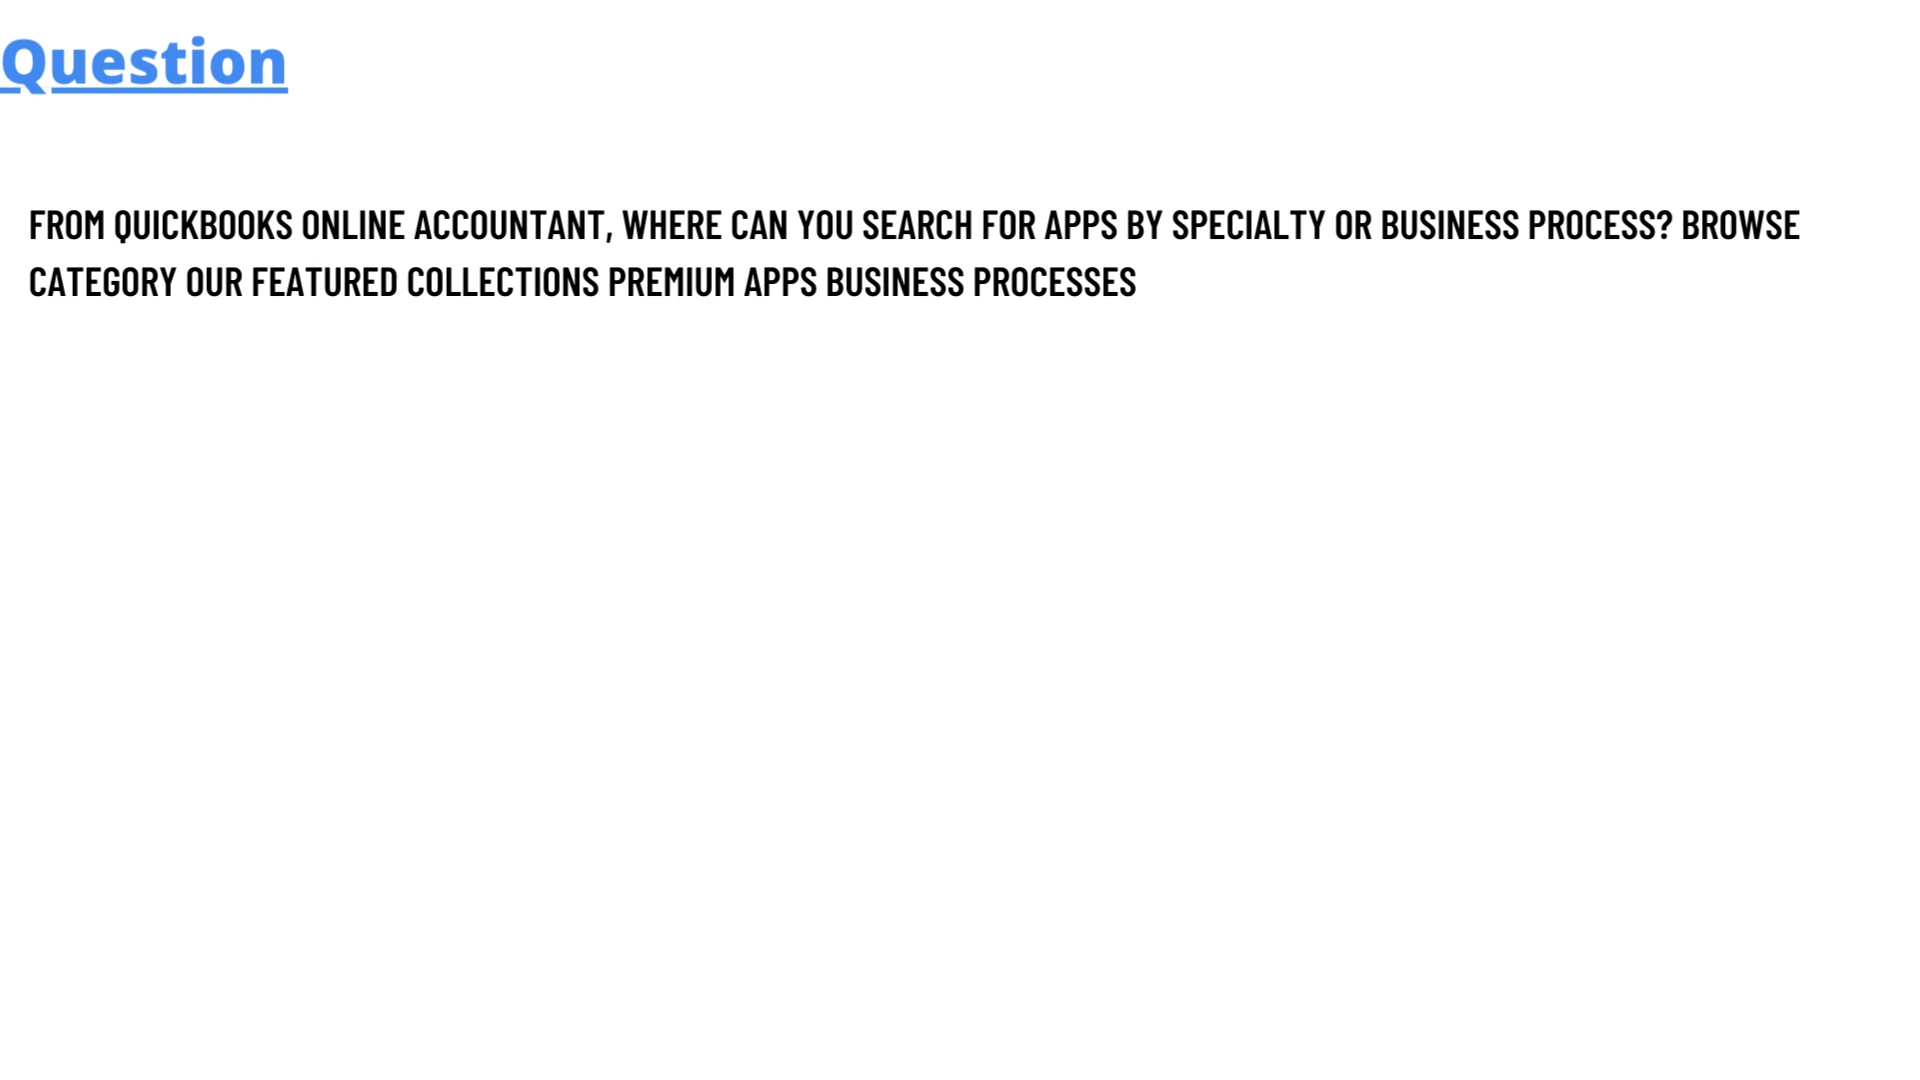 Question
FROM QUICKBOOKS ONLINE ACCOUNTANT, WHERE CAN YOU SEARCH FOR APPS BY SPECIALTY OR BUSINESS PROCESS? BROWSE
CATEGORY OUR FEATURED COLLECTIONS PREMIUM APPS BUSINESS PROCESSES